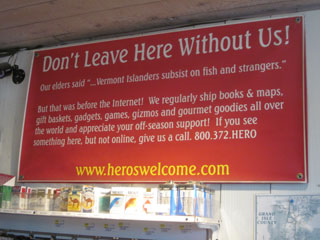 Don't Leave Here Without Us!
Our elders said "...Vermont Islanders subsist on fish and strangers."
But that was before the Internet! We regularly ship books & maps,
gift baskets, gadgets, games, gizmos and gourmet goodies all over
the world and appreciate your off-season support! If you see
something here, but not online, give us a call. 800.372.HERO
www.heroswelcome.com
GRAND ISLE
COUNTY